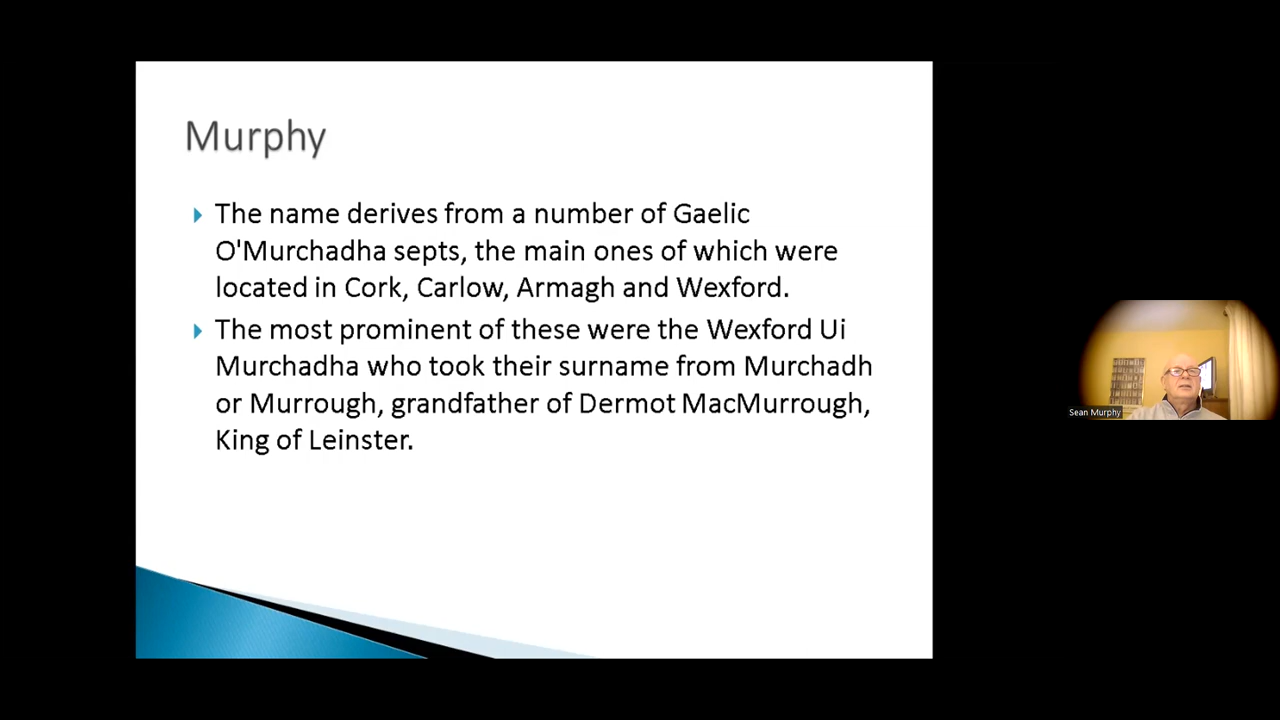 Murphy
The name derives from a number of Gaelic
O'Murchadha septs, the main ones of which were
located in Cork, Carlow, Armagh and Wexford.
The most prominent of these were the Wexford Ui
Murchadha who took their surname from Murchadh
or Murrough, grandfather of Dermot MacMurrough,
King of Leinster.
Sean Murphy